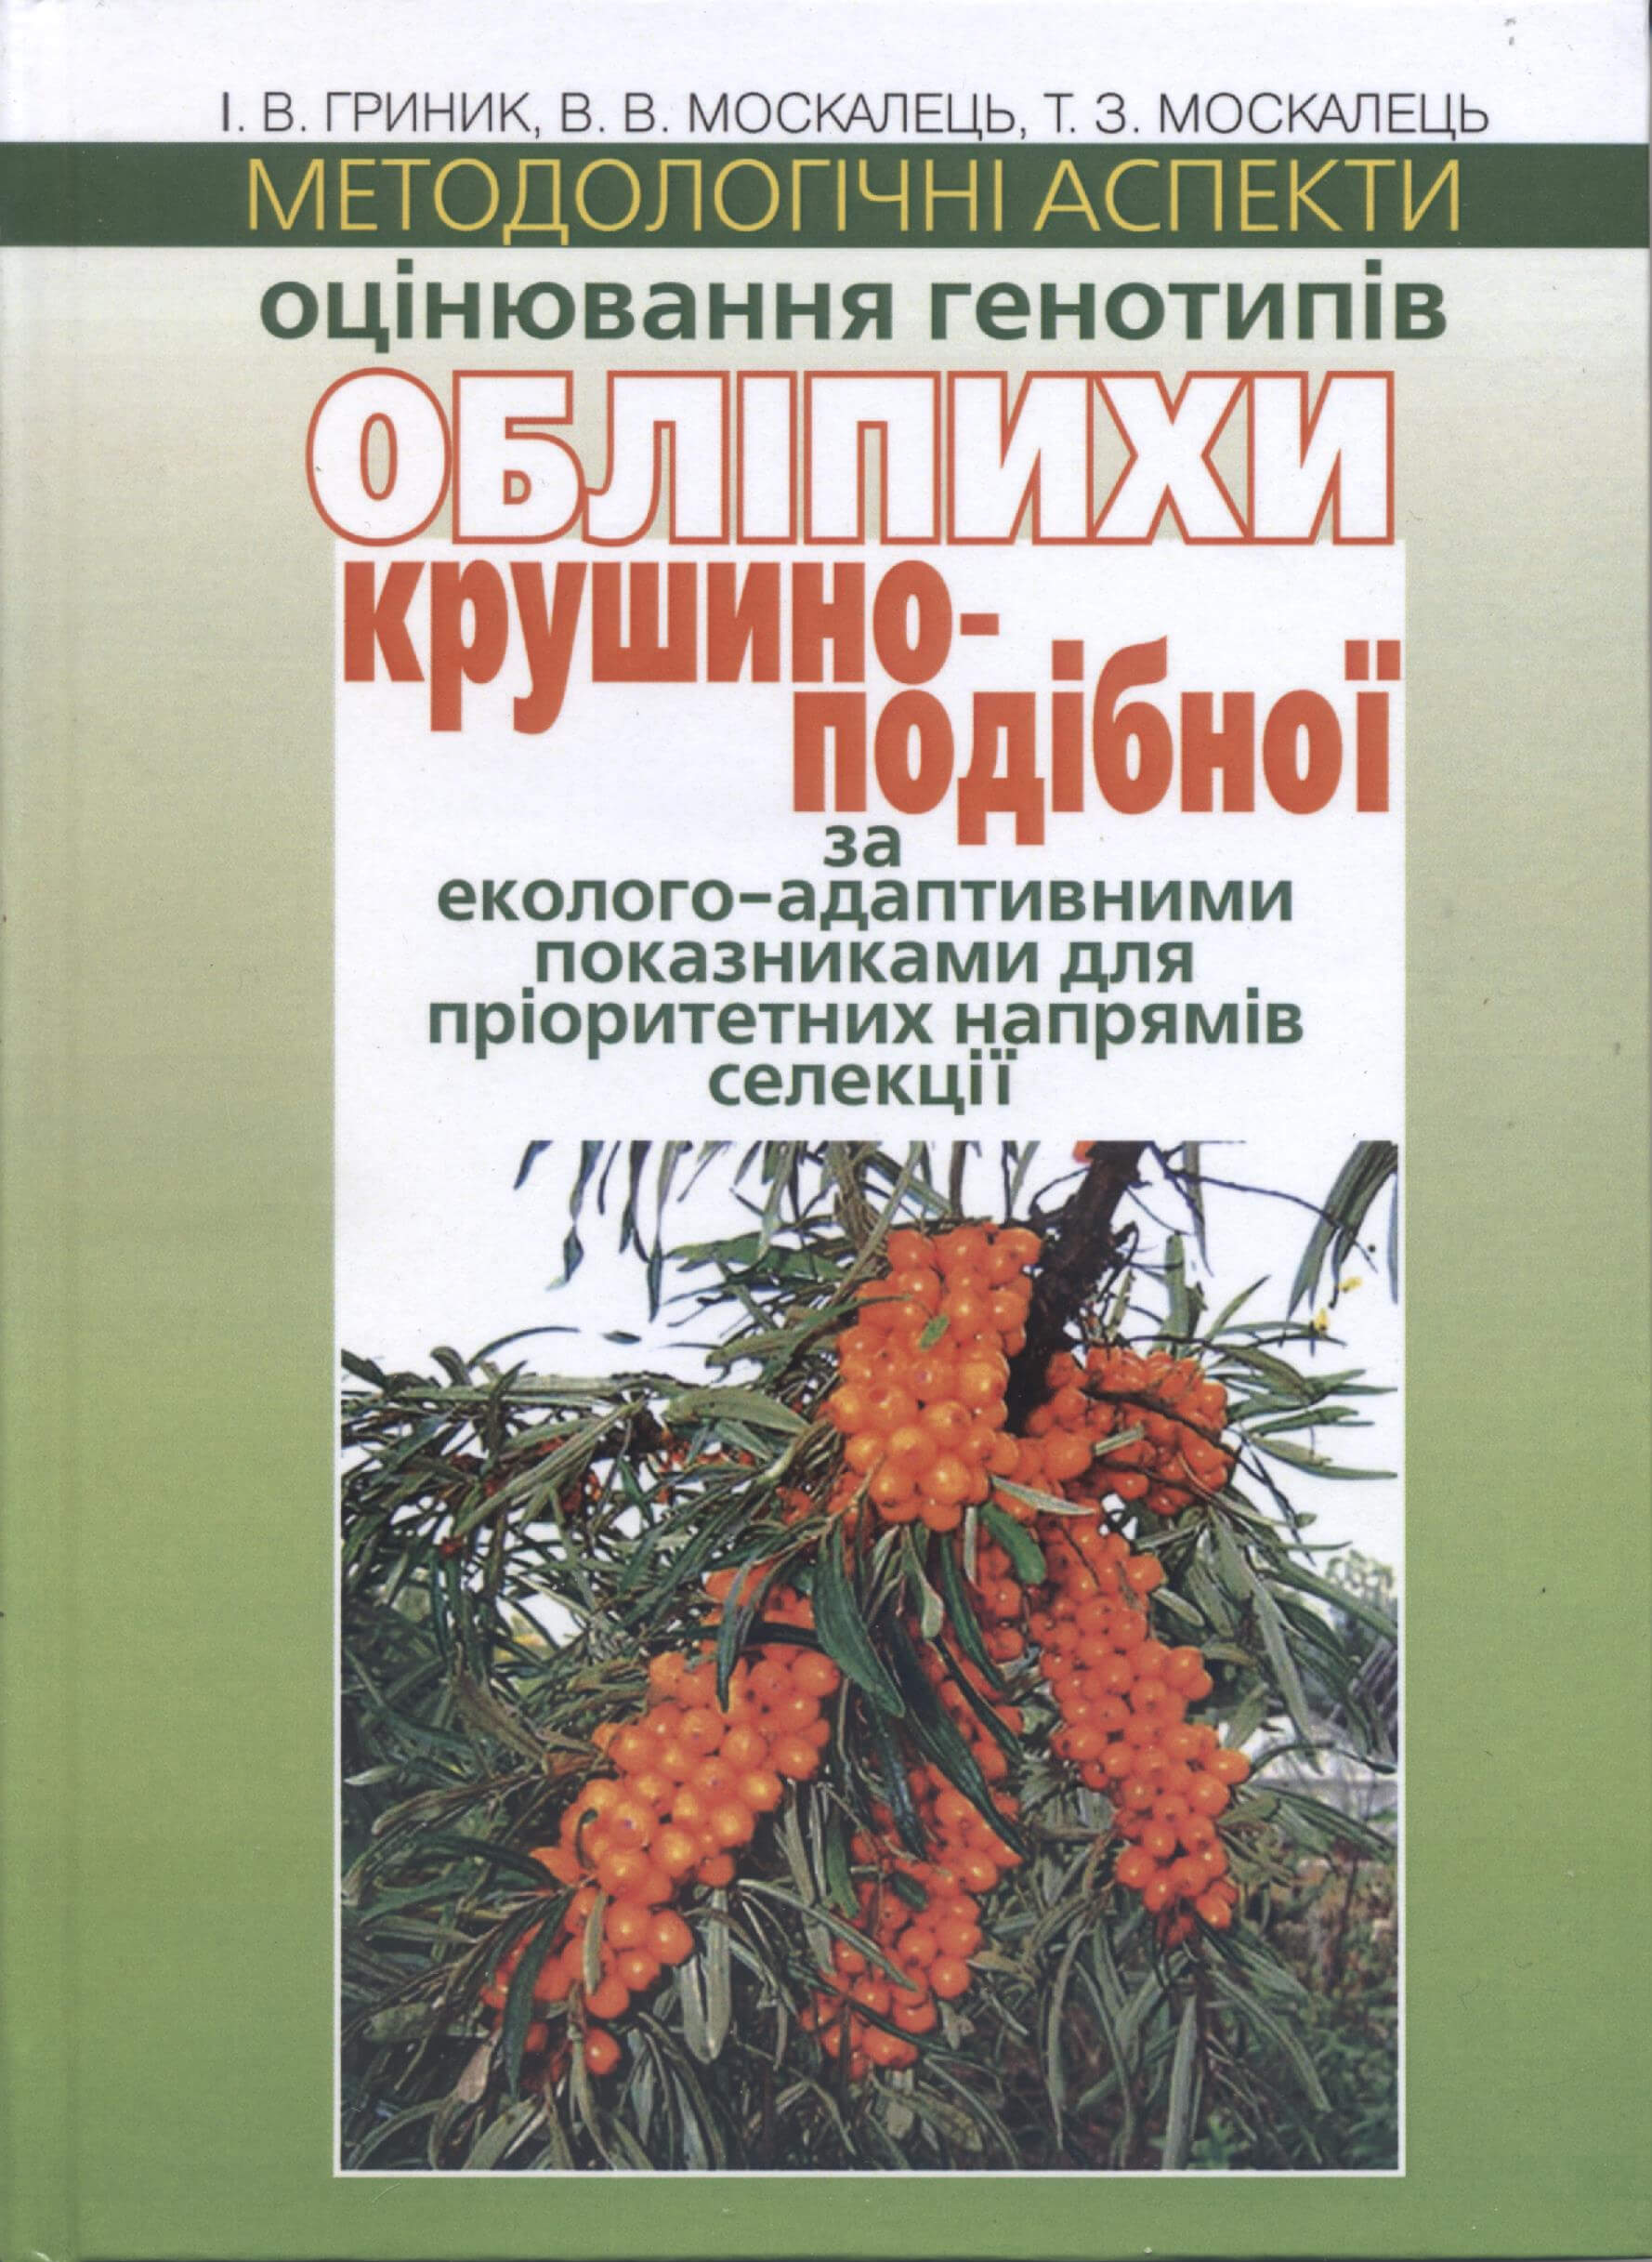 І. В. ГРИНИК, В. В. МОСКАЛЕЦЬ, Т. З. МОСКАЛЕЦЬ
МЕТОДОЛОГІЧНІ АСПЕКТИ
оцінювання генотипів
ОБЛІПИХИ
крушино-
подібної
за
еколого-адаптивними
показниками для
пріоритетних напрямів
селекції